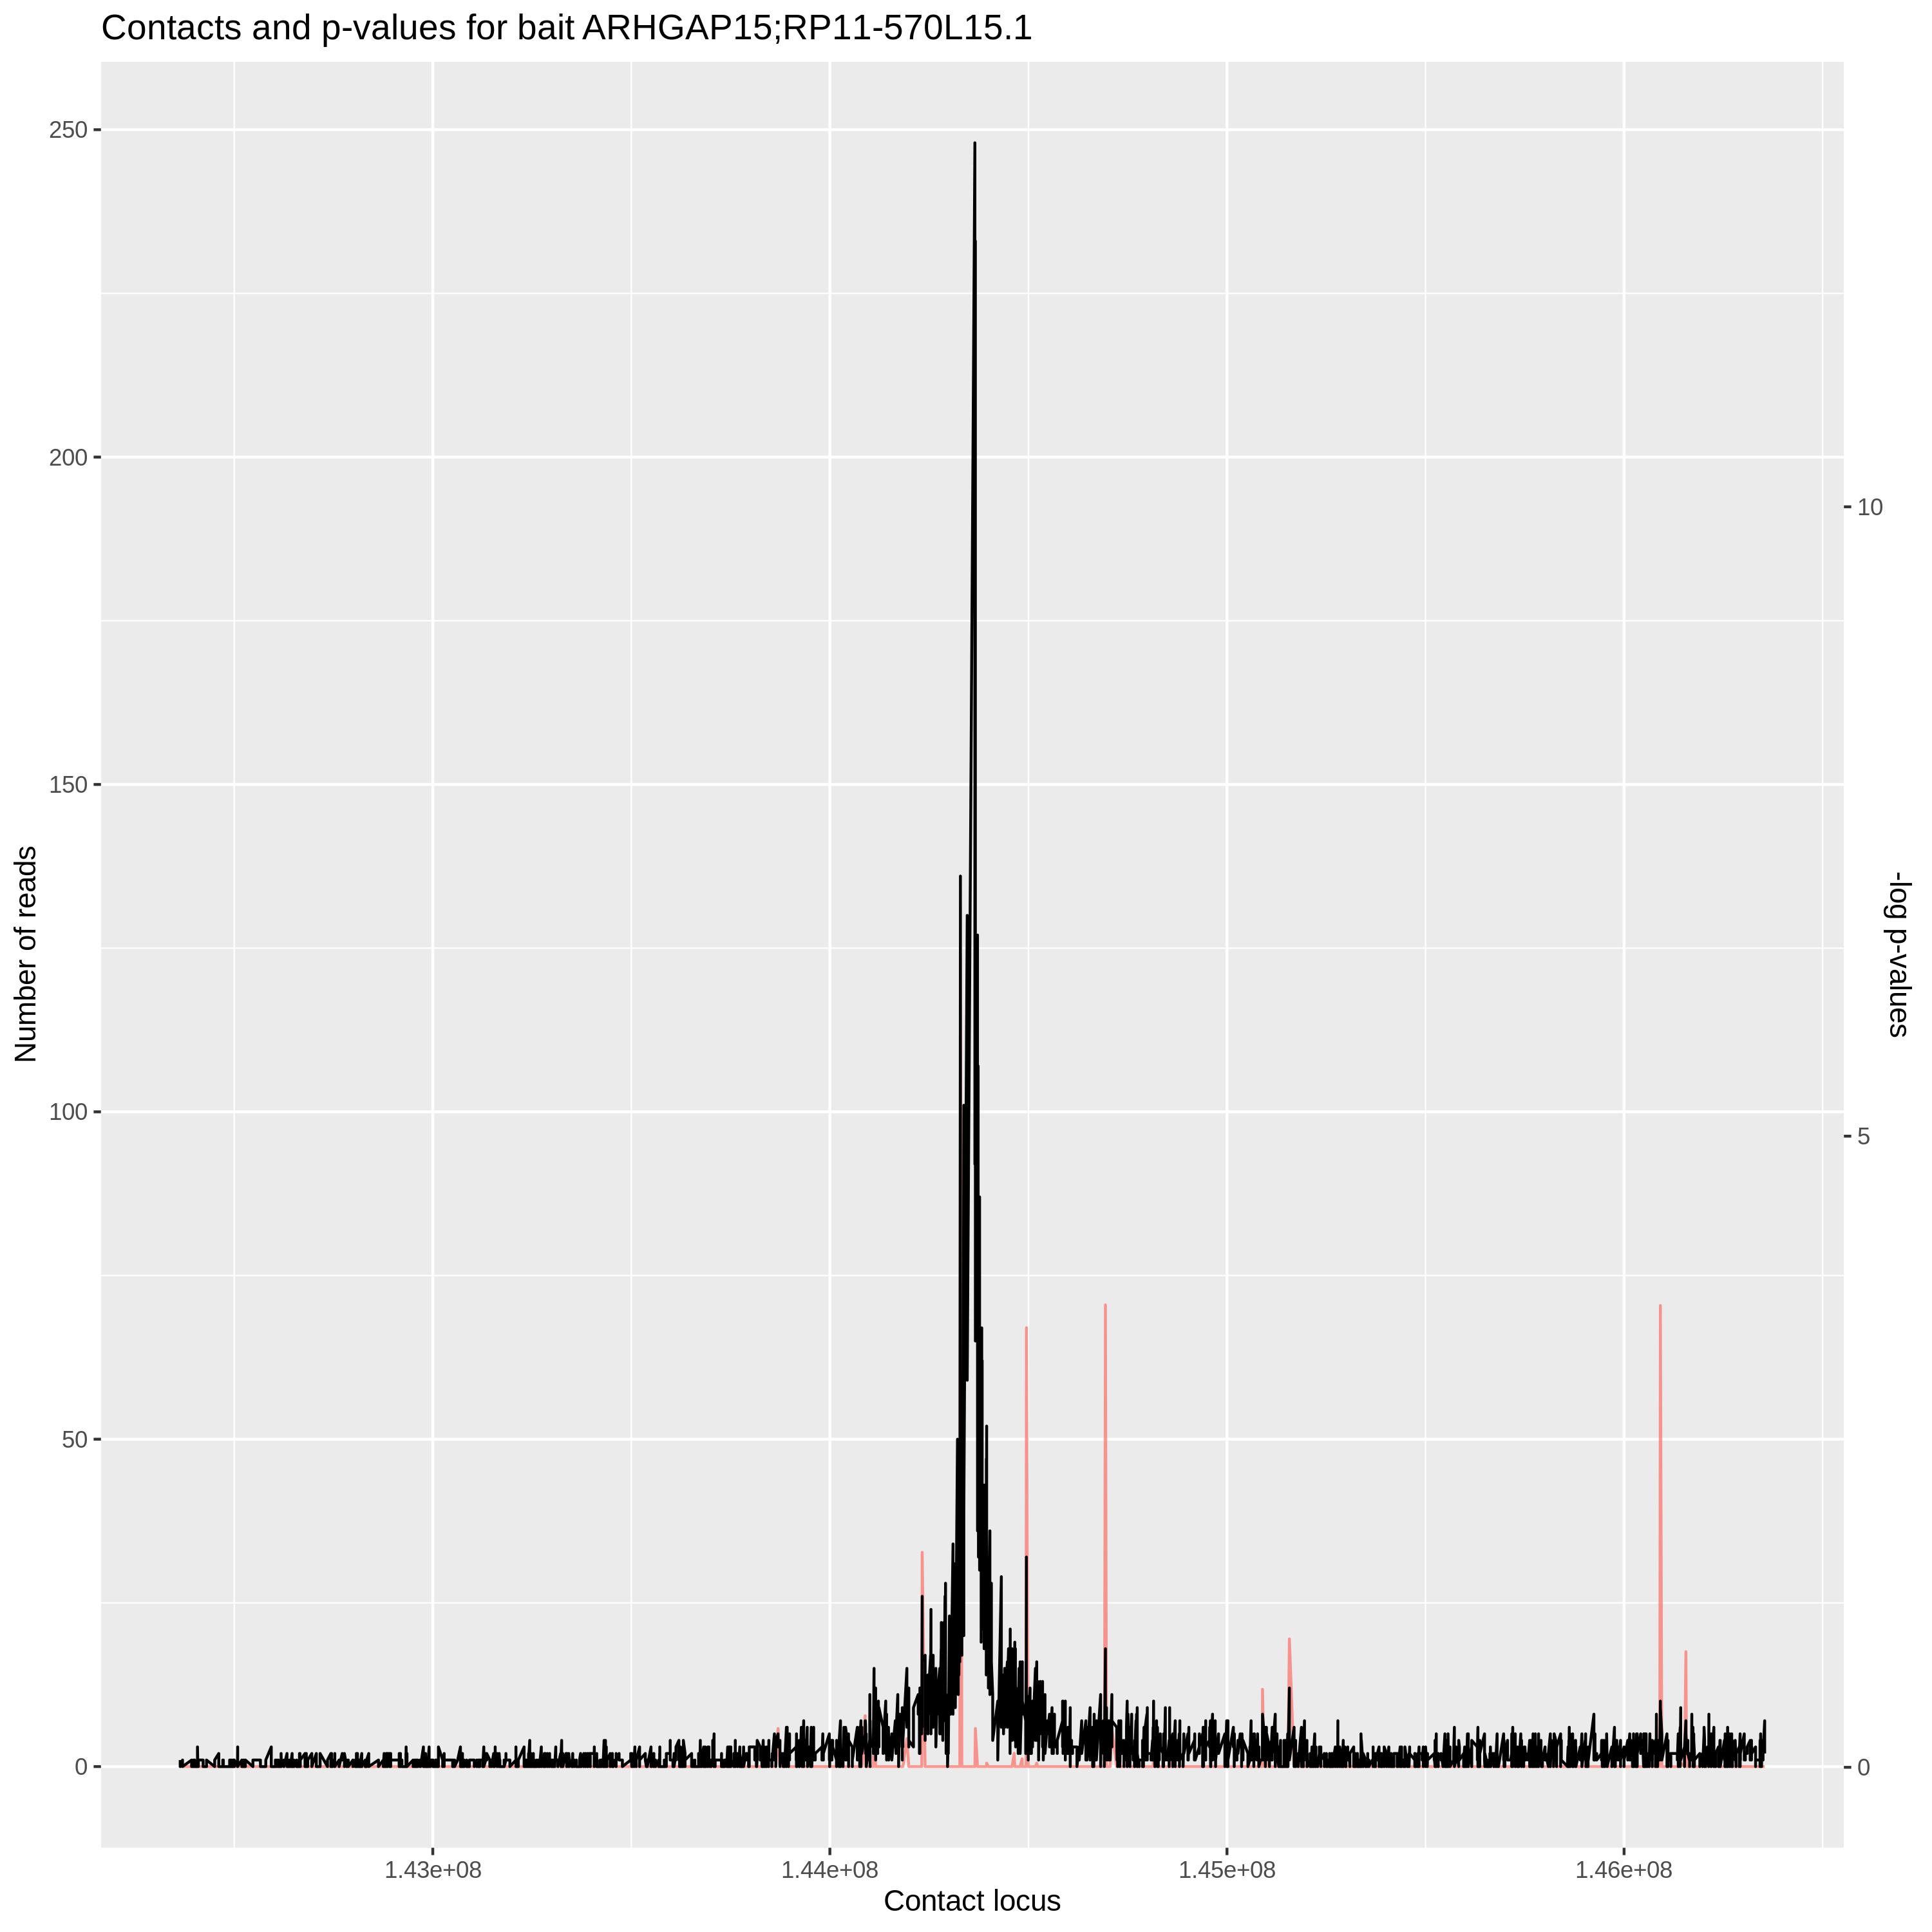 Contacts and p-values for bait ARHGAP15;RP11-570L15.1
250
200
150
100
50
0
Number of reads
10
5
0
-log p-values
1.43e+08
1.44e+08
1.45e+08
1.46e+08
Contact locus